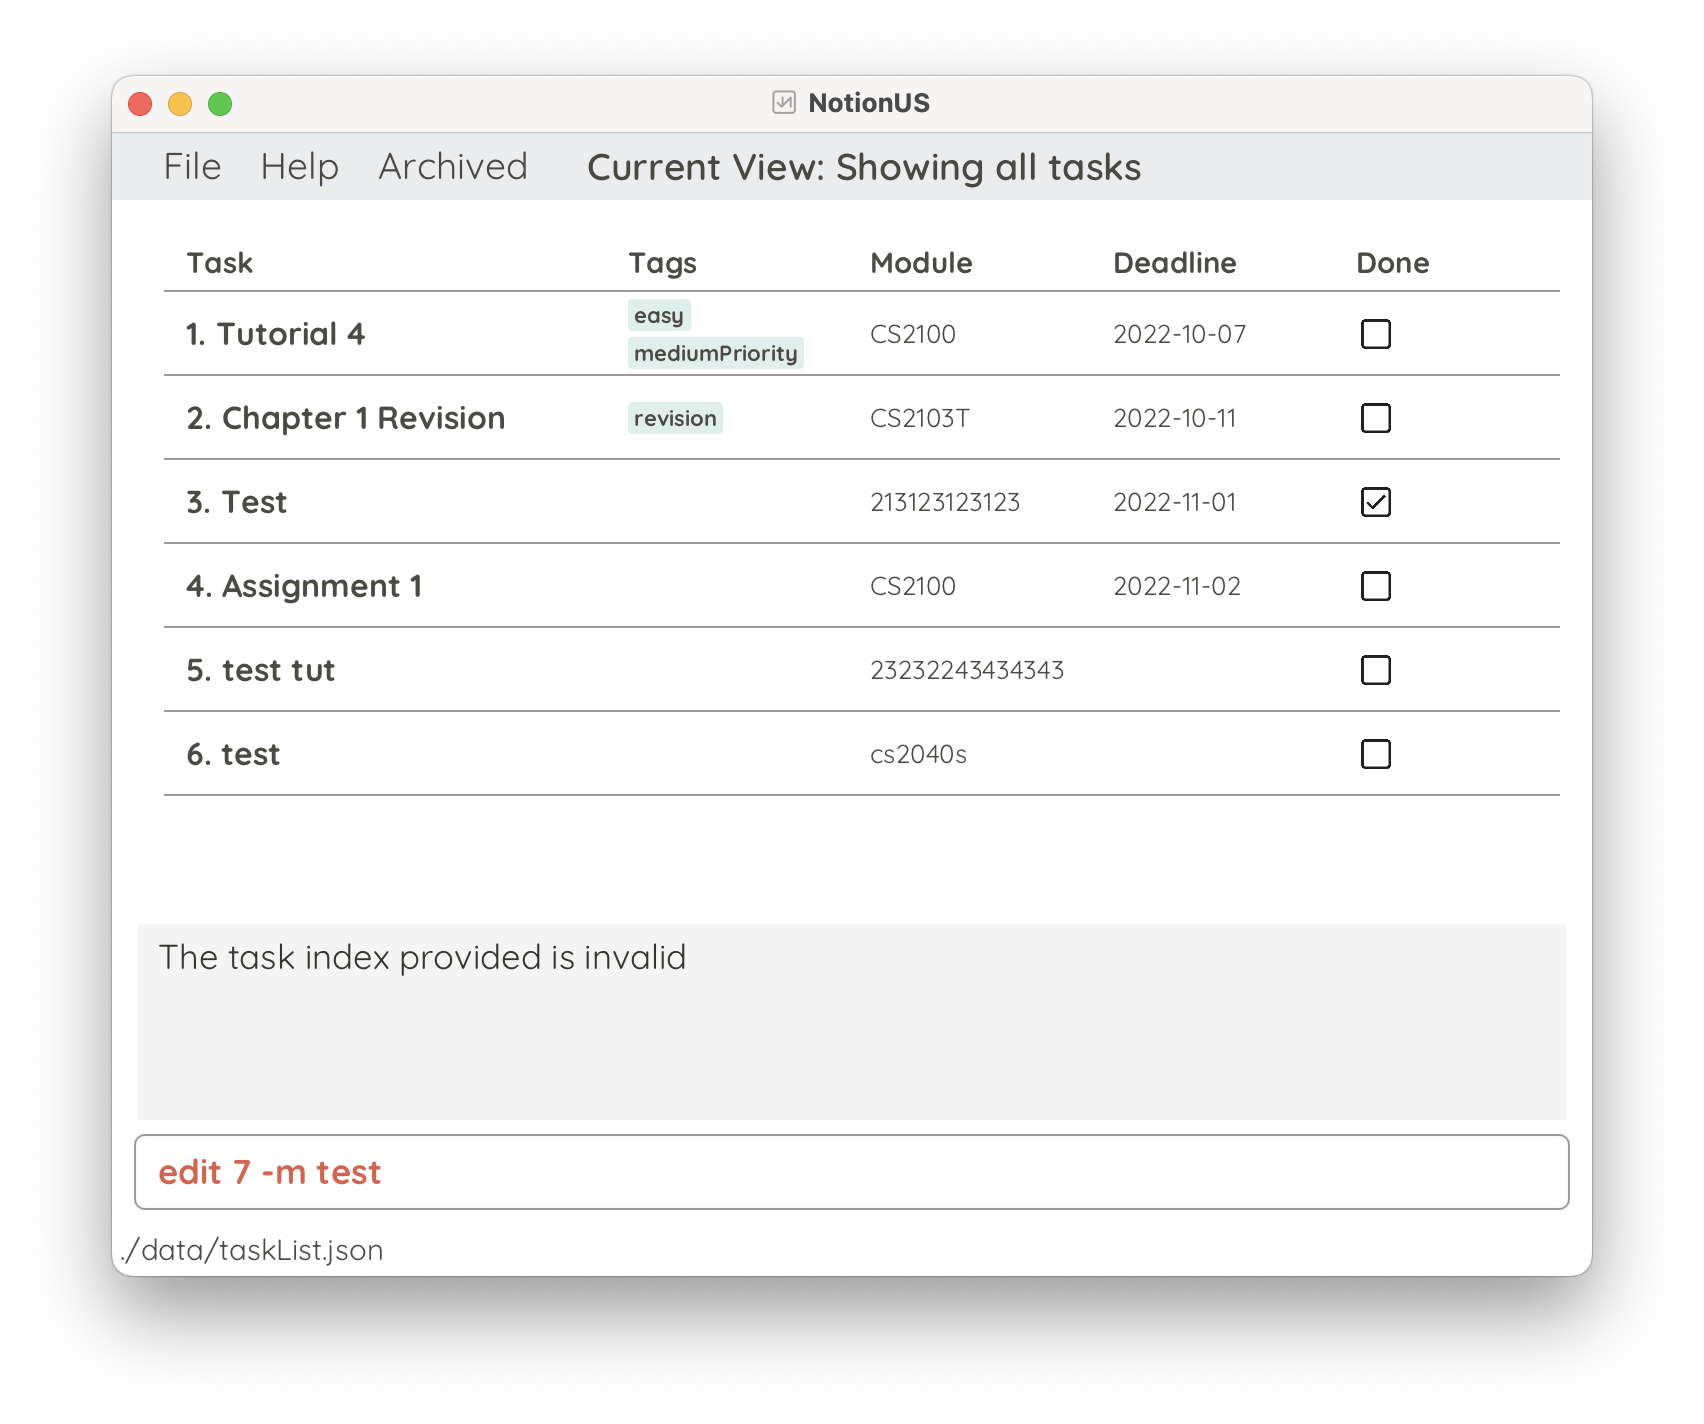 NotionUS
File Help Archived Current View: Showing all tasks
Task Tags Module Deadline Done
1. Tutorial 4 easy mediumPriority CS2100 2022-10-07
2. Chapter 1 Revision revision CS2103T 2022-10-11
3. Test 213123123123 2022-11-01
4. Assignment 1 CS2100 2022-11-02
5. test tut 23232243434343
6. test cs2040s
The task index provided is invalid
edit 7 -m test
./data/taskList.json